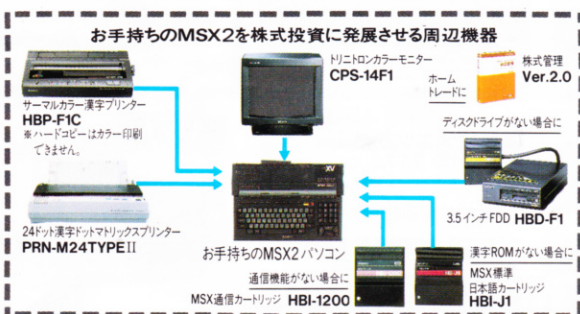 お手持ちのMSX2を株式投資に発展させる周辺機器
サーマルカラー漢字プリンター
HBP-F1C
※ハードコピーはカラー印刷
できません。
トリニトロンカラーモニター
CPS-14F1
ホーム
トレードに
株式管理
Ver.2.0
ディスクドライブがない場合に
3.5インチFDD HBD-F1
24ドット漢字ドットマトリックスプリンター
PRN-M24TYPEII
お手持ちのMSX2パソコン
通信機能がない場合に
MSX通信カートリッジ HBI-1200
漢字ROMがない場合に
MSX標準
日本語カートリッジ
HBI-J1